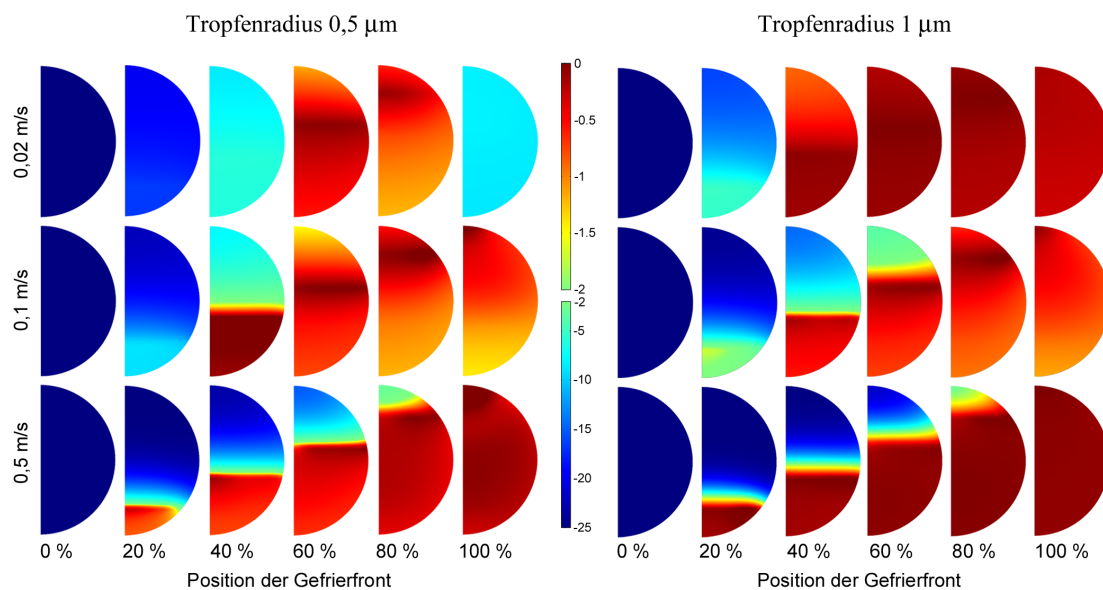 Tropfenradius 0,5 µm
Tropfenradius 1 µm
0,02 m/s
0,1 m/s
0,5 m/s
0
-0.5
-1
-1.5
-2
-2
-5
-10
-15
-20
-25
0 % 20 % 40 % 60 % 80 % 100 %
0 % 20 % 40 % 60 % 80 % 100 %
Position der Gefrierfront
Position der Gefrierfront